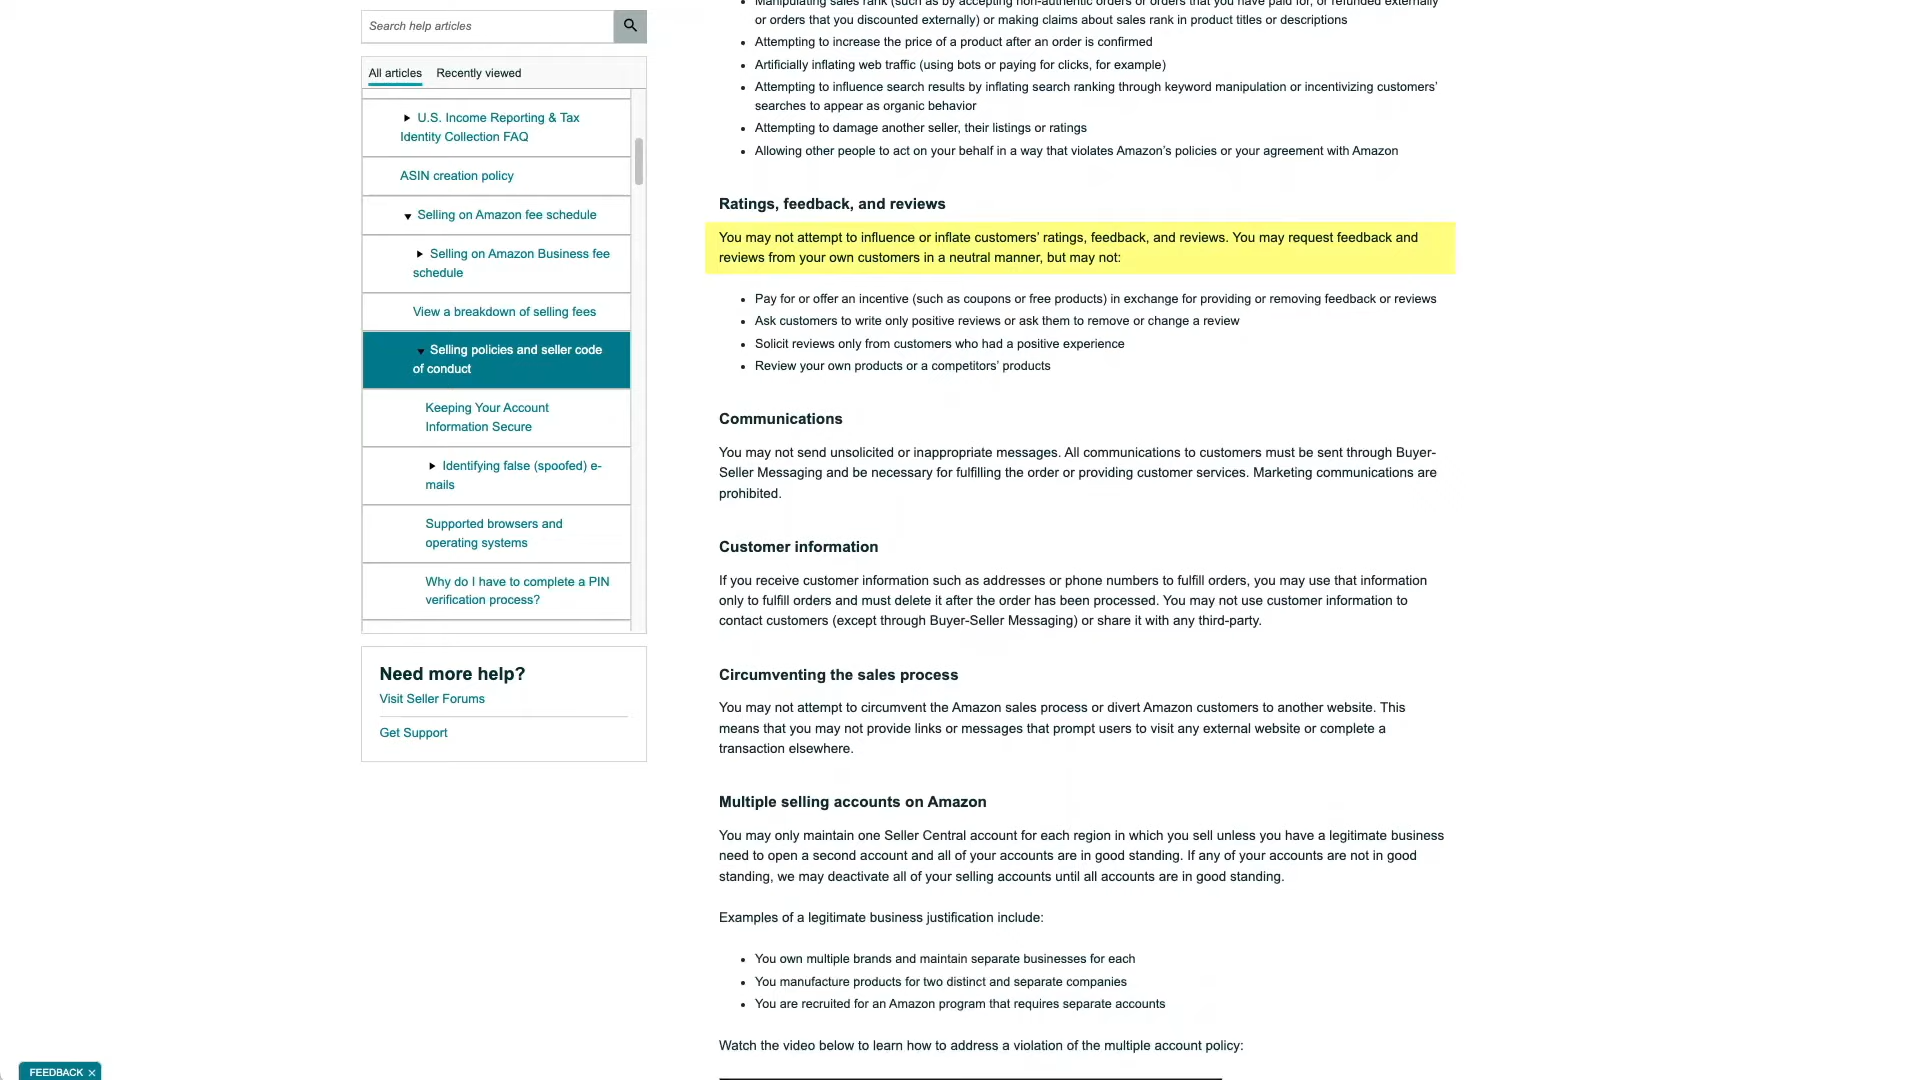 Search help articles
All articles
Recently viewed
U.S. Income Reporting & Tax
Identity Collection FAQ
ASIN creation policy
Selling on Amazon fee schedule
Selling on Amazon Business fee
schedule
View a breakdown of selling fees
Selling policies and seller code
of conduct
Keeping Your Account
Information Secure
Identifying false (spoofed) e-
mails
Supported browsers and
operating systems
Why do I have to complete a PIN
verification process?
Need more help?
Visit Seller Forums
Get Support
Manipulating sales rank (such as by accepting non-authentic orders or orders that you have paid for, or refunded externally
or orders that you discounted externally) or making claims about sales rank in product titles or descriptions
Attempting to increase the price of a product after an order is confirmed
Artificially inflating web traffic (using bots or paying for clicks, for example)
Attempting to influence search results by inflating search ranking through keyword manipulation or incentivizing customers’
searches to appear as organic behavior
Attempting to damage another seller, their listings or ratings
Allowing other people to act on your behalf in a way that violates Amazon’s policies or your agreement with Amazon
Ratings, feedback, and reviews
You may not attempt to influence or inflate customers’ ratings, feedback, and reviews. You may request feedback and
reviews from your own customers in a neutral manner, but may not:
Pay for or offer an incentive (such as coupons or free products) in exchange for providing or removing feedback or reviews
Ask customers to write only positive reviews or ask them to remove or change a review
Solicit reviews only from customers who had a positive experience
Review your own products or a competitors’ products
Communications
You may not send unsolicited or inappropriate messages. All communications to customers must be sent through Buyer-
Seller Messaging and be necessary for fulfilling the order or providing customer services. Marketing communications are
prohibited.
Customer information
If you receive customer information such as addresses or phone numbers to fulfill orders, you may use that information
only to fulfill orders and must delete it after the order has been processed. You may not use customer information to
contact customers (except through Buyer-Seller Messaging) or share it with any third-party.
Circumventing the sales process
You may not attempt to circumvent the Amazon sales process or divert Amazon customers to another website. This
means that you may not provide links or messages that prompt users to visit any external website or complete a
transaction elsewhere.
Multiple selling accounts on Amazon
You may only maintain one Seller Central account for each region in which you sell unless you have a legitimate business
need to open a second account and all of your accounts are in good standing. If any of your accounts are not in good
standing, we may deactivate all of your selling accounts until all accounts are in good standing.
Examples of a legitimate business justification include:
You own multiple brands and maintain separate businesses for each
You manufacture products for two distinct and separate companies
You are recruited for an Amazon program that requires separate accounts
Watch the video below to learn how to address a violation of the multiple account policy:
FEEDBACK